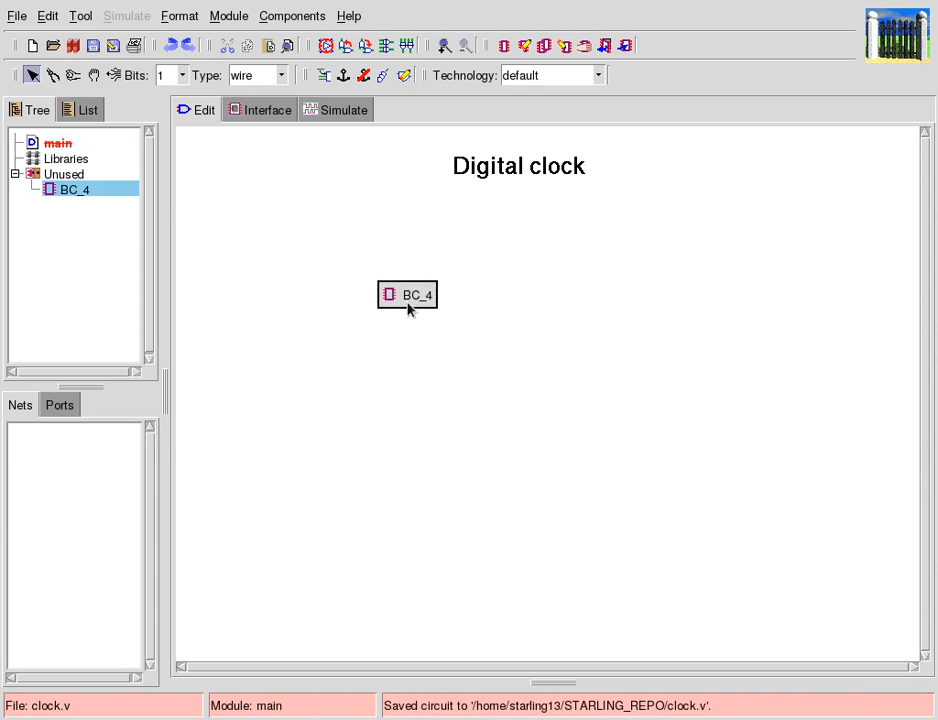 File Edit Tool Simulate Format Module Components Help
Bits: 1 Type: wire Technology: default
Tree List Edit Interface Simulate
main
Libraries
Unused
BC_4
Digital clock
BC_4
Nets Ports
File: clock.v Module: main Saved circuit to '/home/starling13/STARLING_REPO/clock.v'.